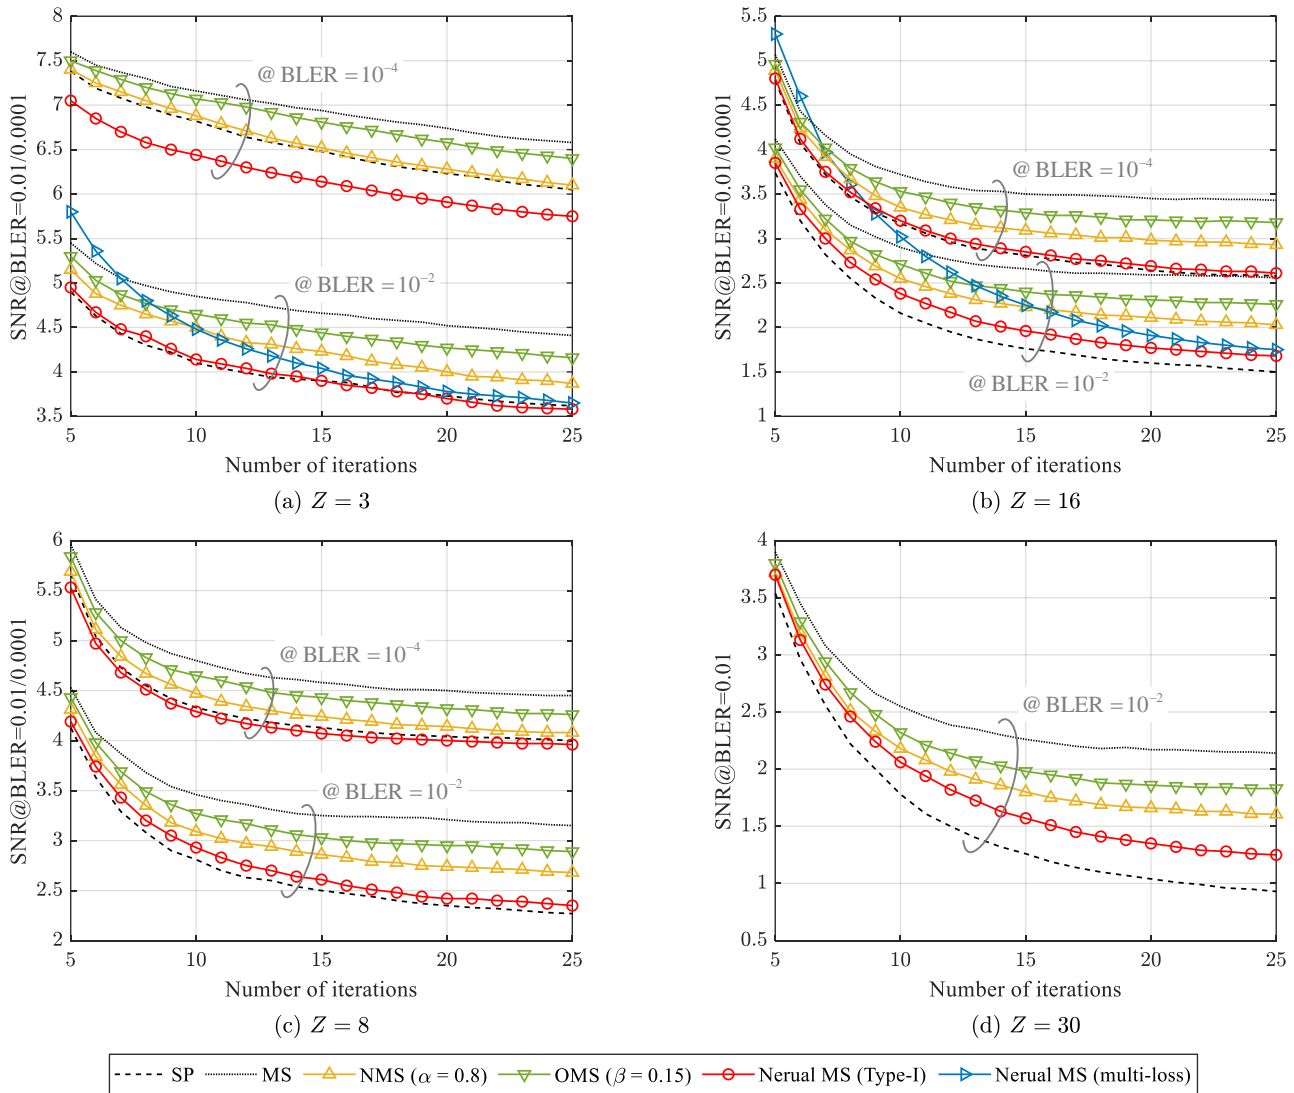 8
7.5
7
6.5
6
5.5
5
4.5
4
3.5
5
10
15
20
25
SNR@BLER=0.01/0.0001
@ BLER = 10⁻⁴
@ BLER = 10⁻²
Number of iterations
(a) Z = 3
5.5
5
4.5
4
3.5
3
2.5
2
1.5
1
5
10
15
20
25
SNR@BLER=0.01/0.0001
@ BLER = 10⁻⁴
@ BLER = 10⁻²
Number of iterations
(b) Z = 16
6
5.5
5
4.5
4
3.5
3
2.5
2
5
10
15
20
25
SNR@BLER=0.01/0.0001
@ BLER = 10⁻⁴
@ BLER = 10⁻²
Number of iterations
(c) Z = 8
4
3.5
3
2.5
2
1.5
1
0.5
5
10
15
20
25
SNR@BLER=0.01
@ BLER = 10⁻²
Number of iterations
(d) Z = 30
SP MS NMS (α = 0.8) OMS (β = 0.15) Nerual MS (Type-I) Nerual MS (multi-loss)